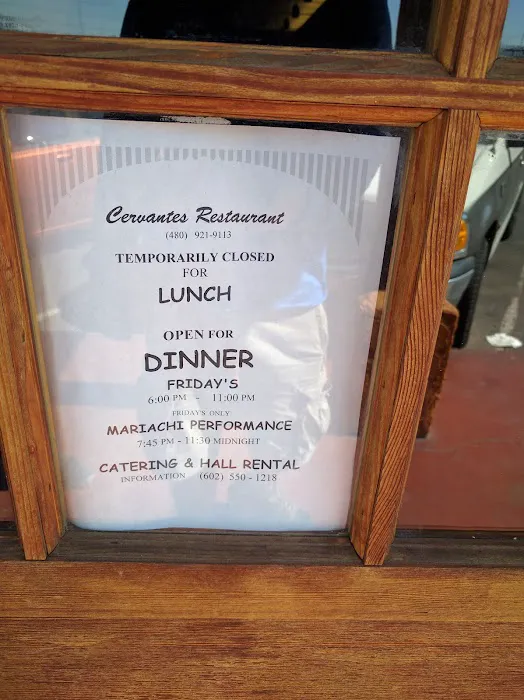 Cervantes Restaurant
(480) 921-9113
TEMPORARILY CLOSED
FOR
LUNCH
OPEN FOR
DINNER
FRIDAY'S
6:00 PM - 11:00 PM
FRIDAY'S ONLY
MARIACHI PERFORMANCE
7:45 PM - 11:30 MIDNIGHT
CATERING & HALL RENTAL
INFORMATION (602) 550-1218